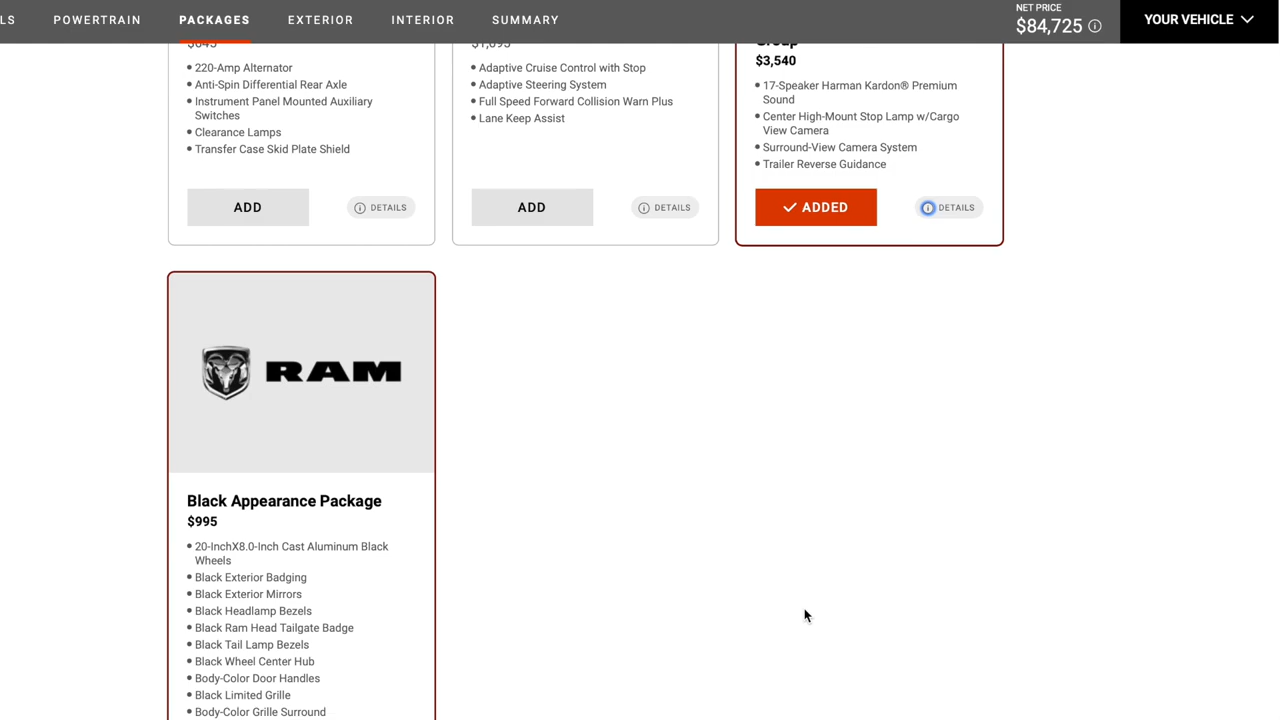 LS POWERTRAIN PACKAGES EXTERIOR INTERIOR SUMMARY
NET PRICE
$84,725
YOUR VEHICLE
$645
220-Amp Alternator
Anti-Spin Differential Rear Axle
Instrument Panel Mounted Auxiliary
Switches
Clearance Lamps
Transfer Case Skid Plate Shield
ADD DETAILS
$1,095
Adaptive Cruise Control with Stop
Adaptive Steering System
Full Speed Forward Collision Warn Plus
Lane Keep Assist
ADD DETAILS
Group
$3,540
17-Speaker Harman Kardon® Premium
Sound
Center High-Mount Stop Lamp w/Cargo
View Camera
Surround-View Camera System
Trailer Reverse Guidance
ADDED DETAILS
RAM
Black Appearance Package
$995
20-InchX8.0-Inch Cast Aluminum Black
Wheels
Black Exterior Badging
Black Exterior Mirrors
Black Headlamp Bezels
Black Ram Head Tailgate Badge
Black Tail Lamp Bezels
Black Wheel Center Hub
Body-Color Door Handles
Black Limited Grille
Body-Color Grille Surround